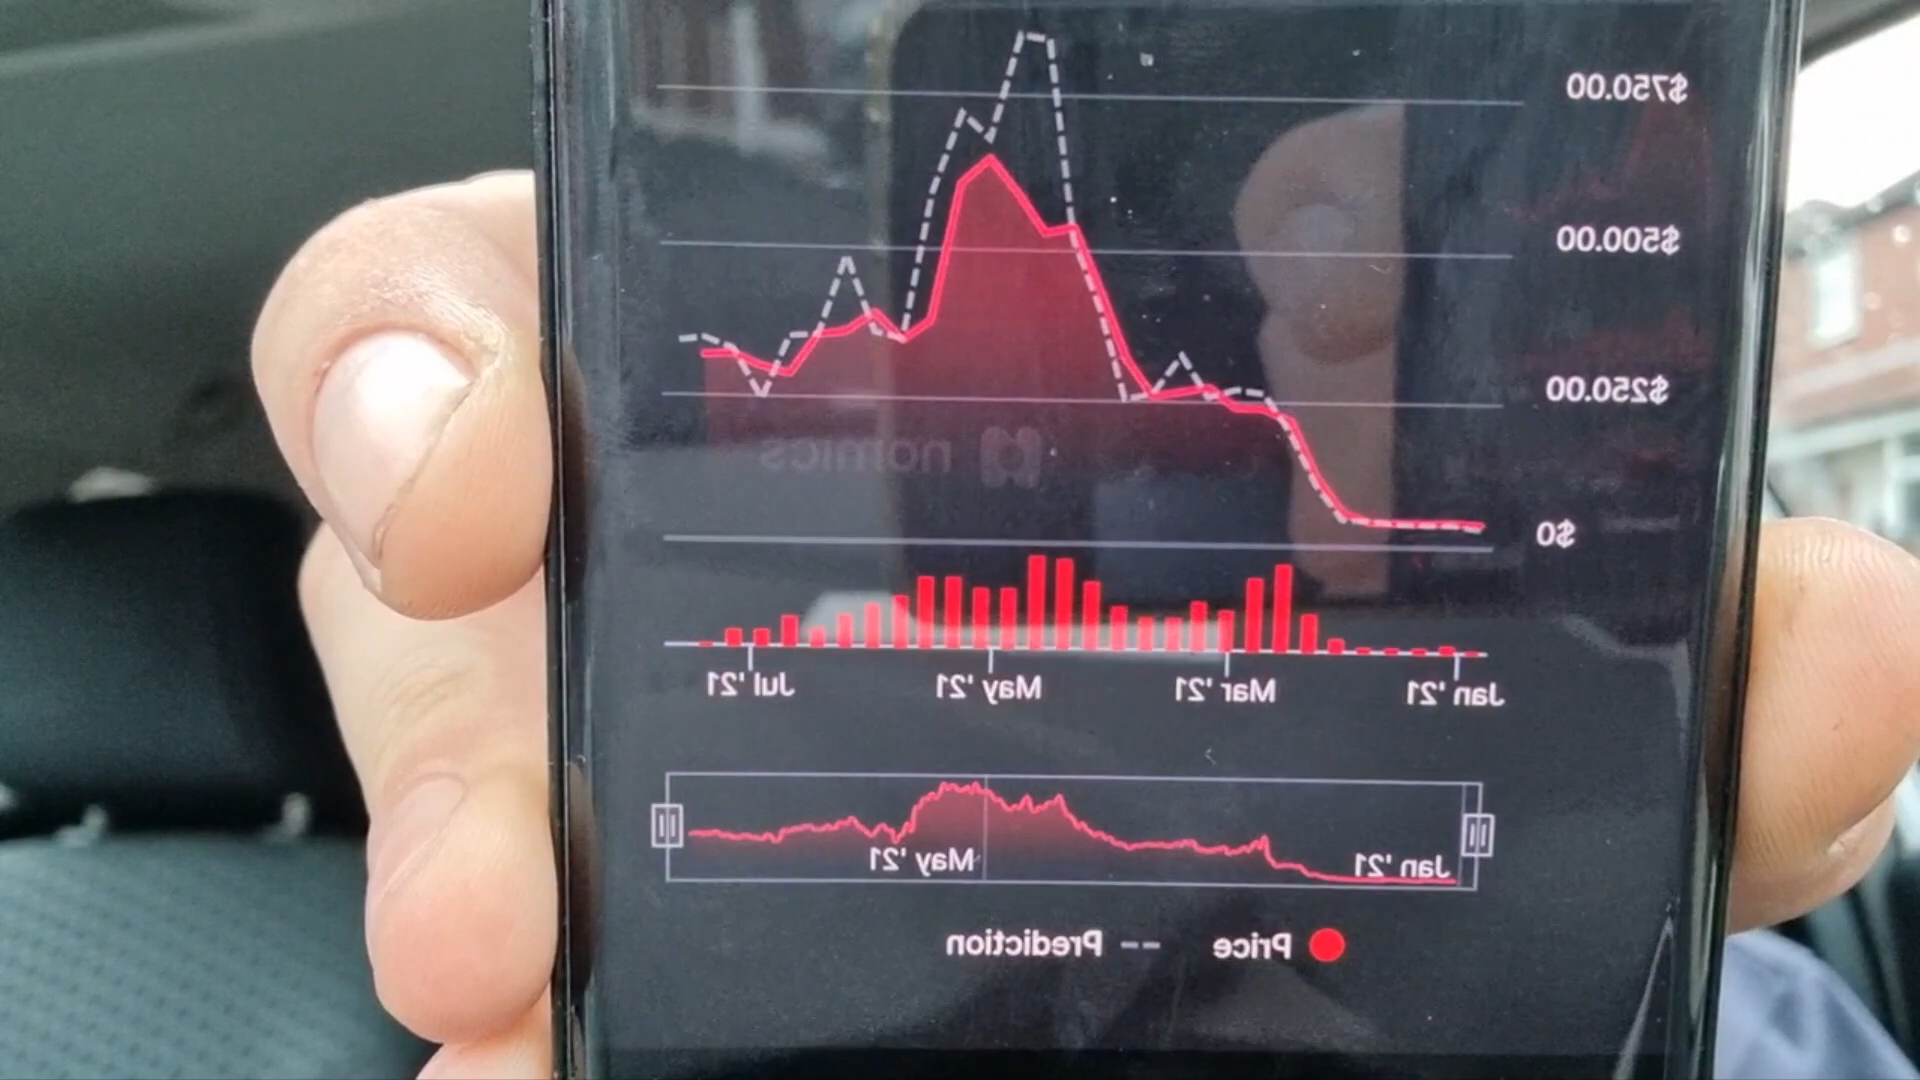 $750.00
$500.00
$250.00
nomics
$0
Jan '21 Mar '21 May '21 Jul '21
Jan '21 May '21
Price Prediction